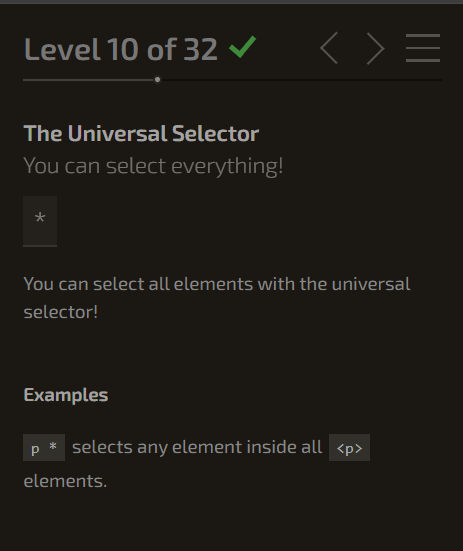 Level 10 of 32
The Universal Selector
You can select everything!
*
You can select all elements with the universal
selector!
Examples
p * selects any element inside all <p>
elements.